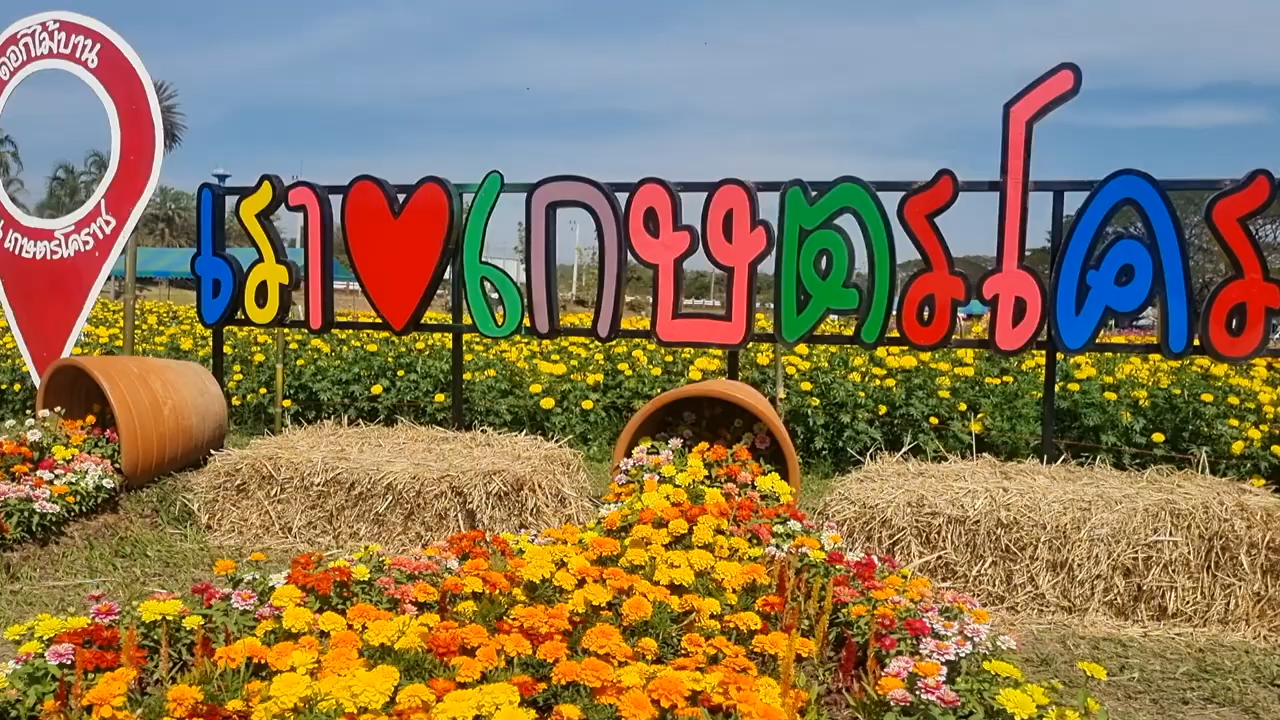 ดอกไม้บาน
เกษตรโคราช
เรา♥เกษตรโคร